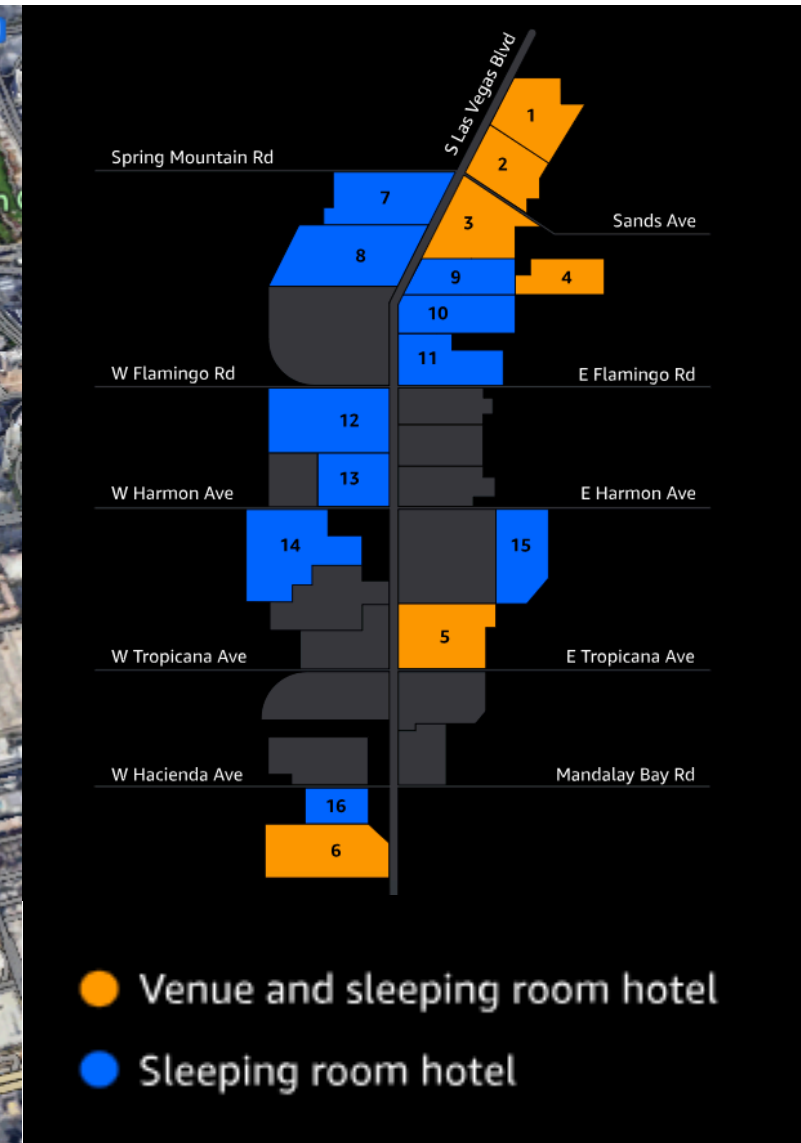 S Las Vegas Blvd
1
Spring Mountain Rd
2
7
3
Sands Ave
8
9
4
10
11
W Flamingo Rd
E Flamingo Rd
12
13
W Harmon Ave
E Harmon Ave
14
15
5
W Tropicana Ave
E Tropicana Ave
W Hacienda Ave
Mandalay Bay Rd
16
6
Venue and sleeping room hotel
Sleeping room hotel